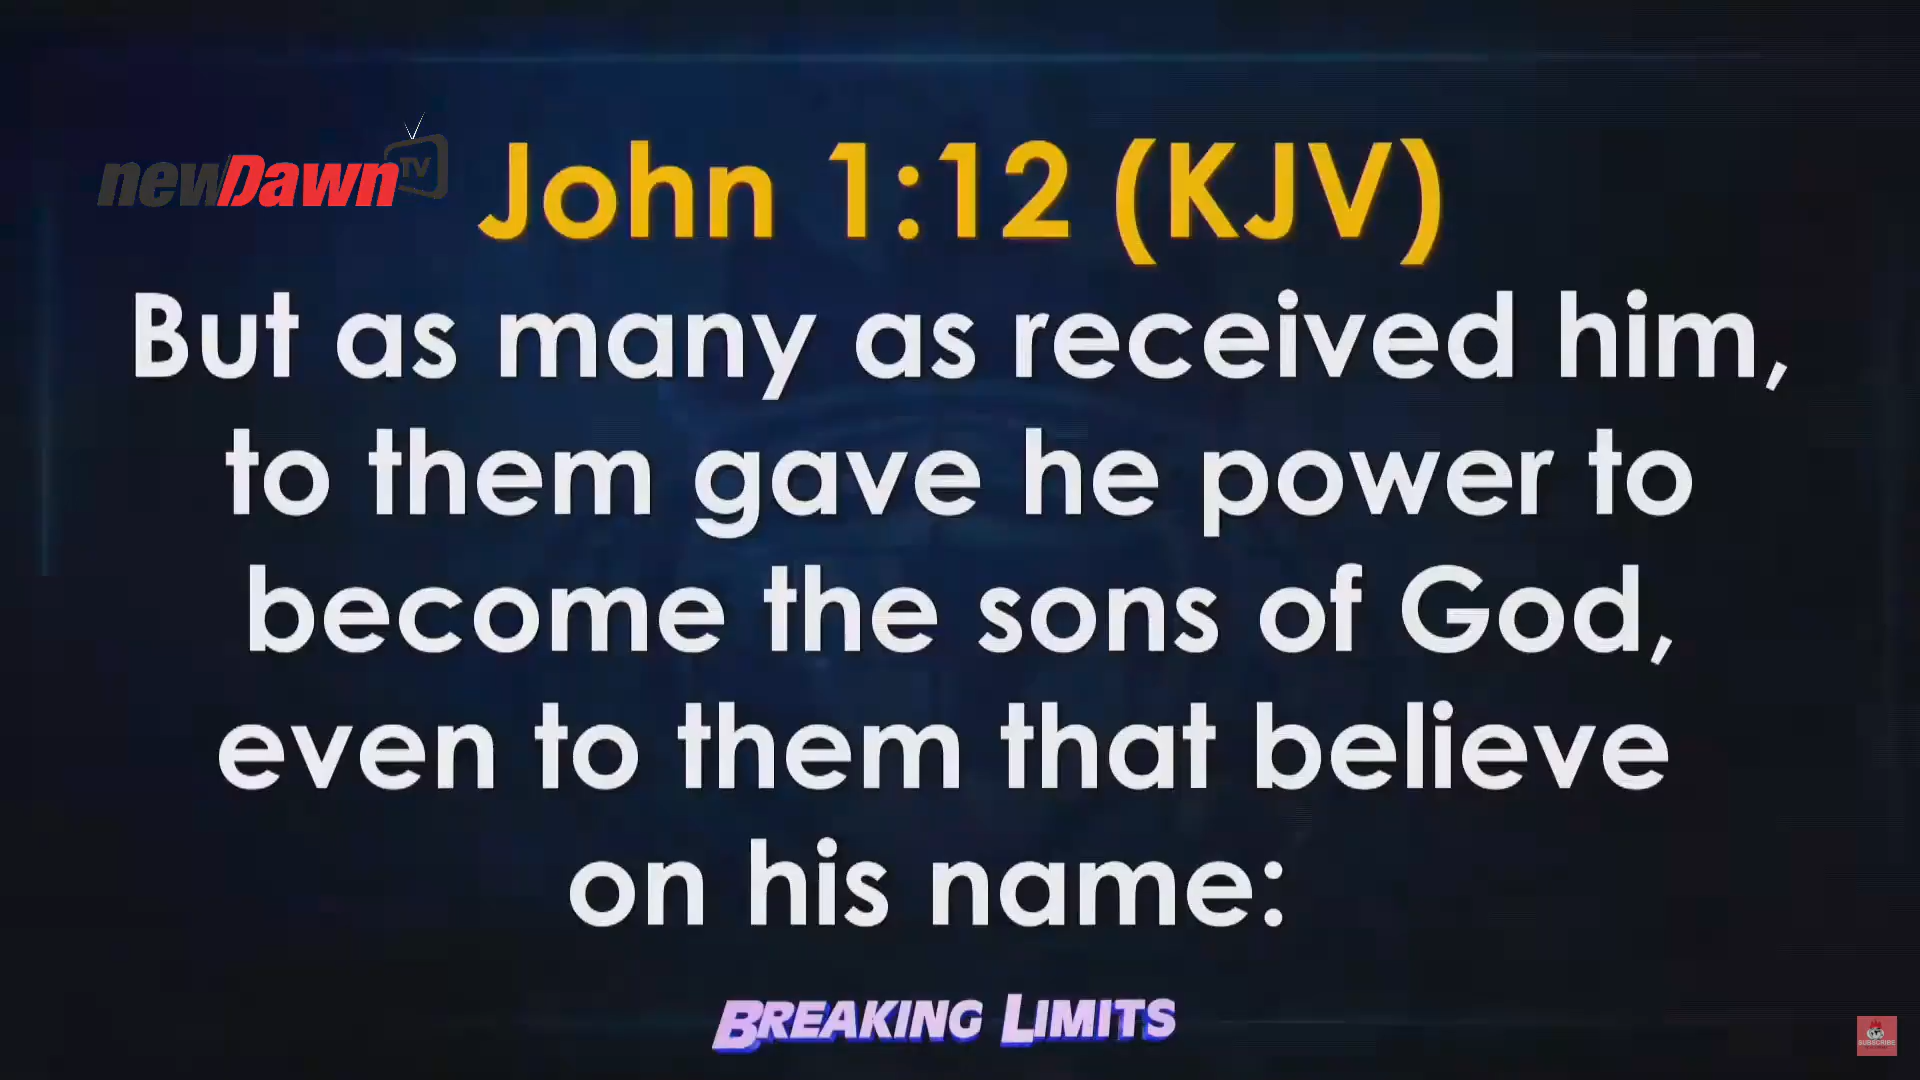 newDawn TV
John 1:12 (KJV)
But as many as received him,
to them gave he power to
become the sons of God,
even to them that believe
on his name:
BREAKING LIMITS
SUBSCRIBE